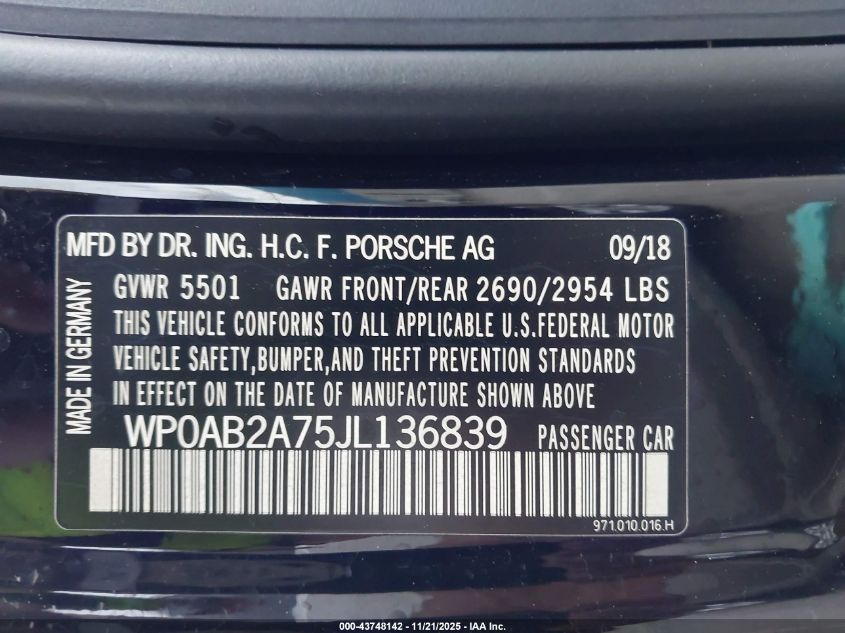 MFD BY DR. ING. H.C. F. PORSCHE AG 09/18
GVWR 5501 GAWR FRONT/REAR 2690/2954 LBS
THIS VEHICLE CONFORMS TO ALL APPLICABLE U.S.FEDERAL MOTOR
VEHICLE SAFETY,BUMPER,AND THEFT PREVENTION STANDARDS
IN EFFECT ON THE DATE OF MANUFACTURE SHOWN ABOVE
WP0AB2A75JL136839 PASSENGER CAR
MADE IN GERMANY
971.010.016.H
000-43748142 - 11/21/2025 - IAA Inc.